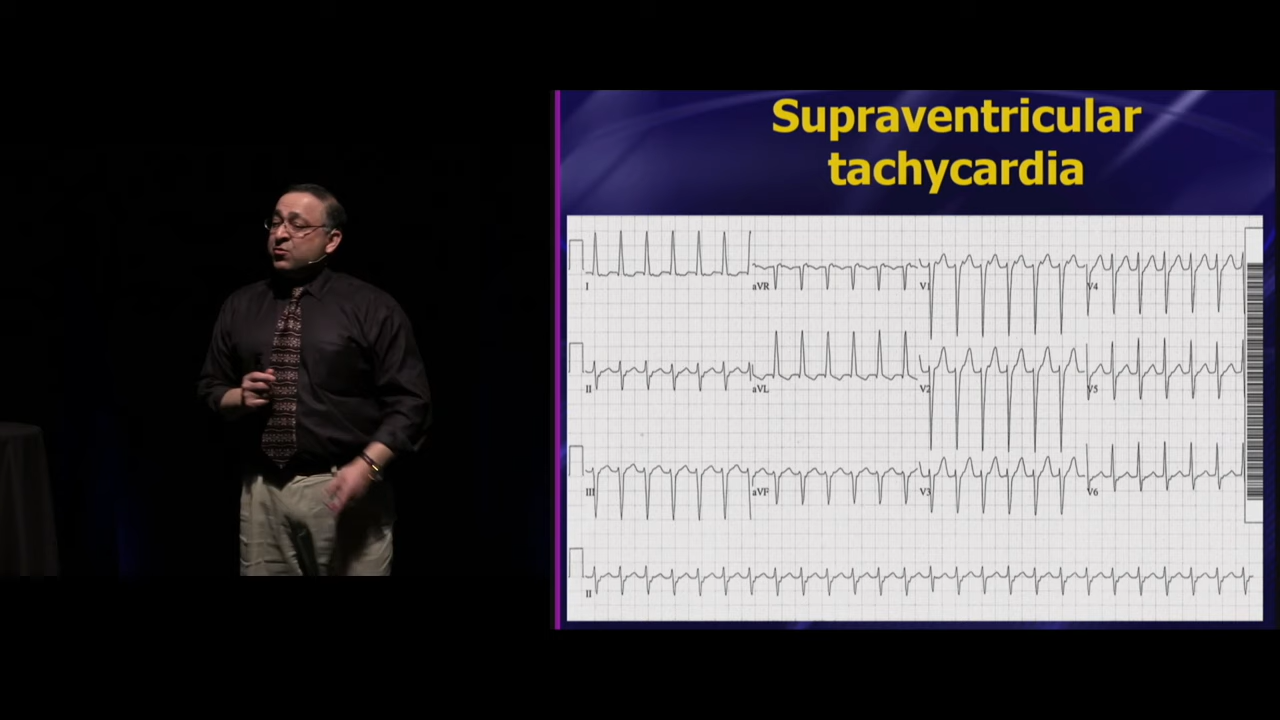 Supraventricular
tachycardia
I
aVR
V1
V4
II
aVL
V2
V5
III
aVF
V3
V6
II